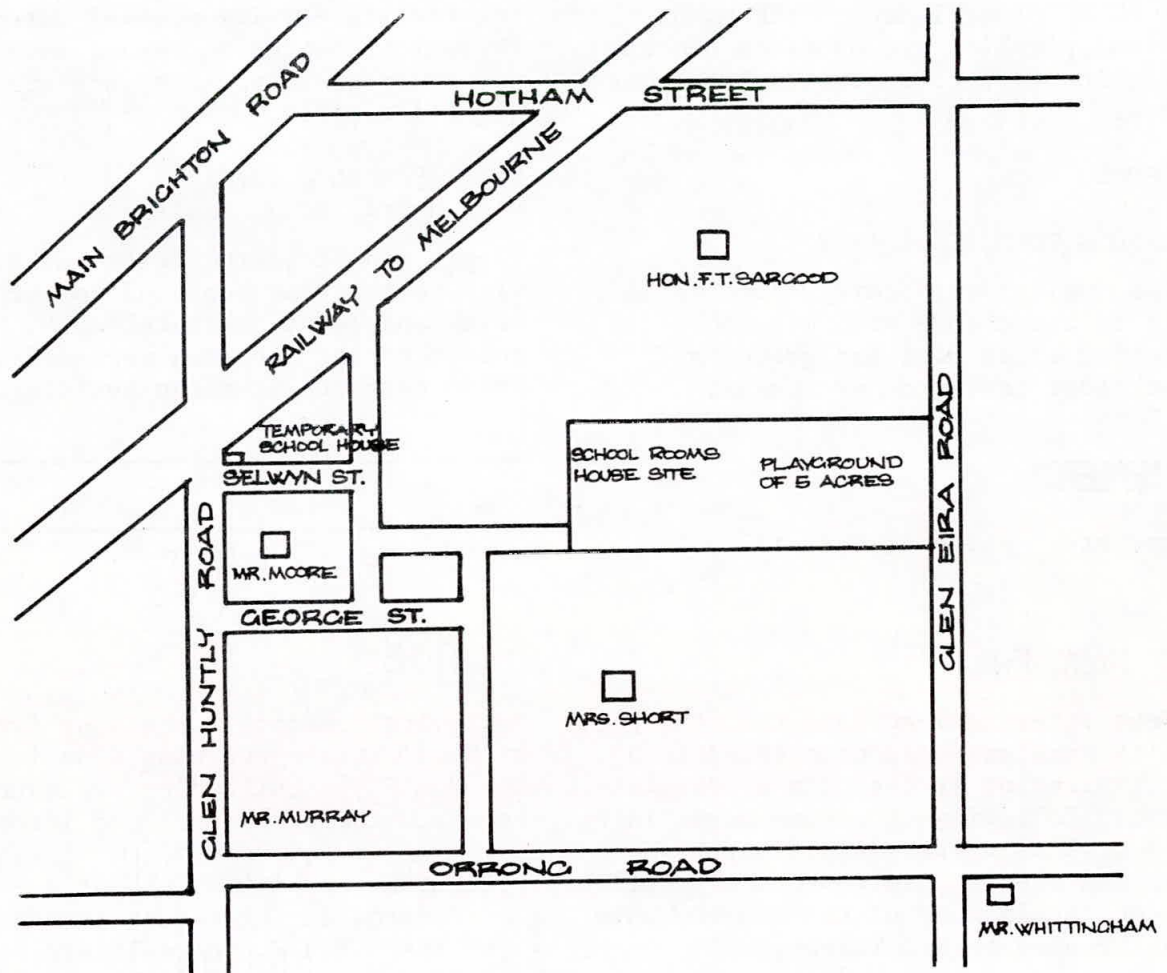 MAIN BRIGHTON ROAD
HOTHAM STREET
RAILWAY TO MELBOURNE
HON. F.T. SARGOOD
TEMPORARY
SCHOOL HOUSE
SELWYN ST.
SCHOOL ROOMS
HOUSE SITE
PLAYGROUND
OF 5 ACRES
GLEN EIRA ROAD
MR. MOORE
GEORGE ST.
GLEN HUNTLY ROAD
MRS. SHORT
MR. MURRAY
ORRONG ROAD
MR. WHITTINGHAM